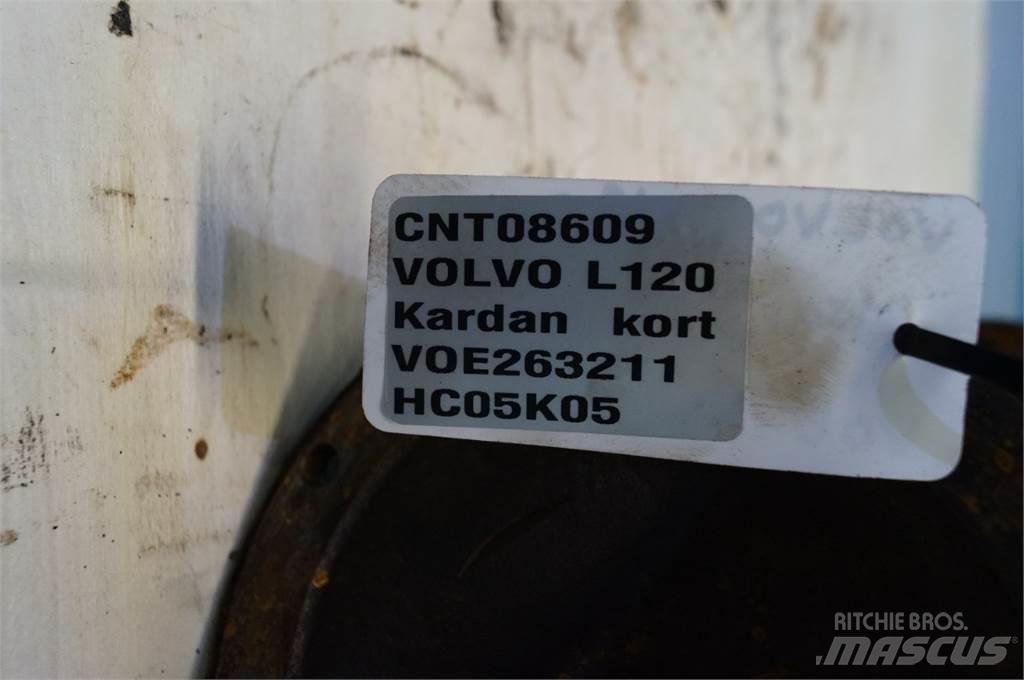 CNT08609
VOLVO L120
Kardan kort
VOE263211
HC05K05
RITCHIE BROS.
MASCUS